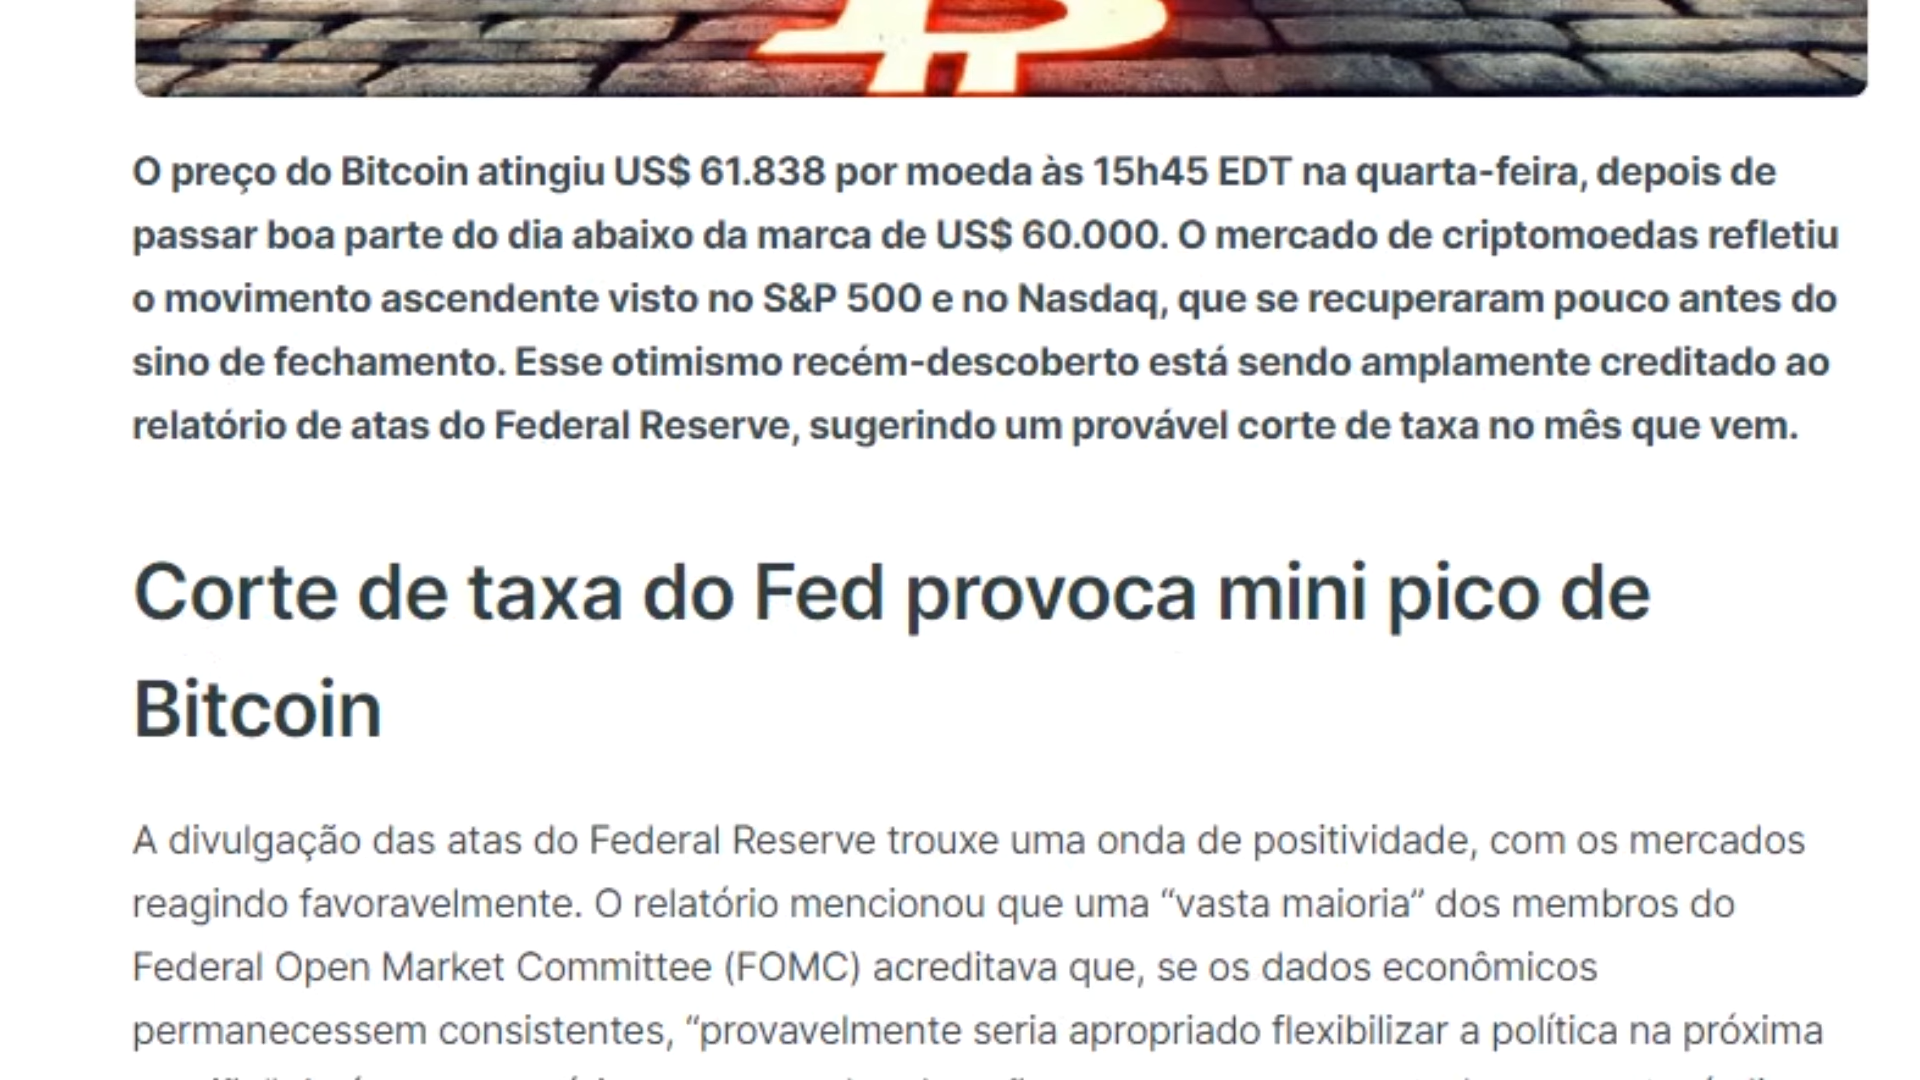 O preço do Bitcoin atingiu US$ 61.838 por moeda às 15h45 EDT na quarta-feira, depois de
passar boa parte do dia abaixo da marca de US$ 60.000. O mercado de criptomoedas refletiu
o movimento ascendente visto no S&P 500 e no Nasdaq, que se recuperaram pouco antes do
sino de fechamento. Esse otimismo recém-descoberto está sendo amplamente creditado ao
relatório de atas do Federal Reserve, sugerindo um provável corte de taxa no mês que vem.
Corte de taxa do Fed provoca mini pico de
Bitcoin
A divulgação das atas do Federal Reserve trouxe uma onda de positividade, com os mercados
reagindo favoravelmente. O relatório mencionou que uma “vasta maioria” dos membros do
Federal Open Market Committee (FOMC) acreditava que, se os dados econômicos
permanecessem consistentes, “provavelmente seria apropriado flexibilizar a política na próxima